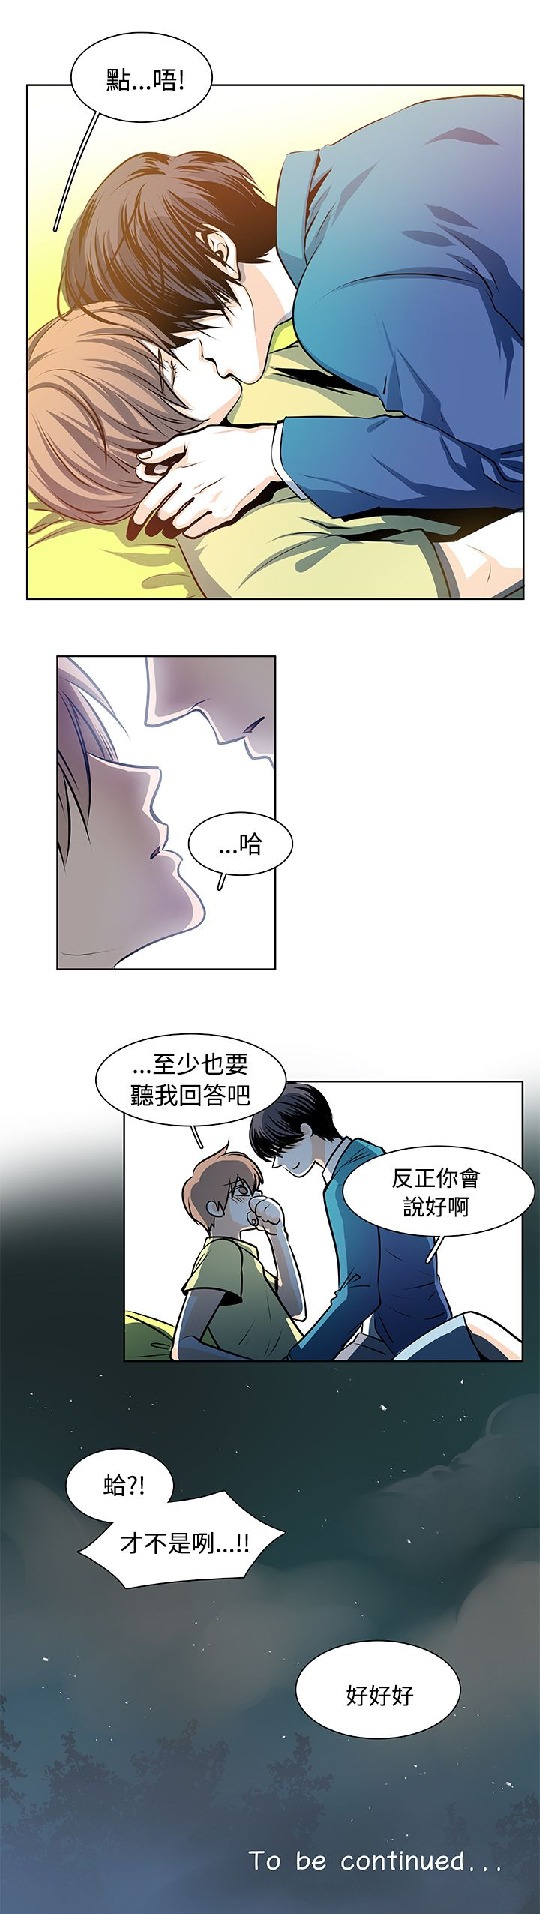 點...唔!
...哈
...至少也要
聽我回答吧
反正你會
說好啊
蛤?!
才不是咧...!!
好好好
To be continued...